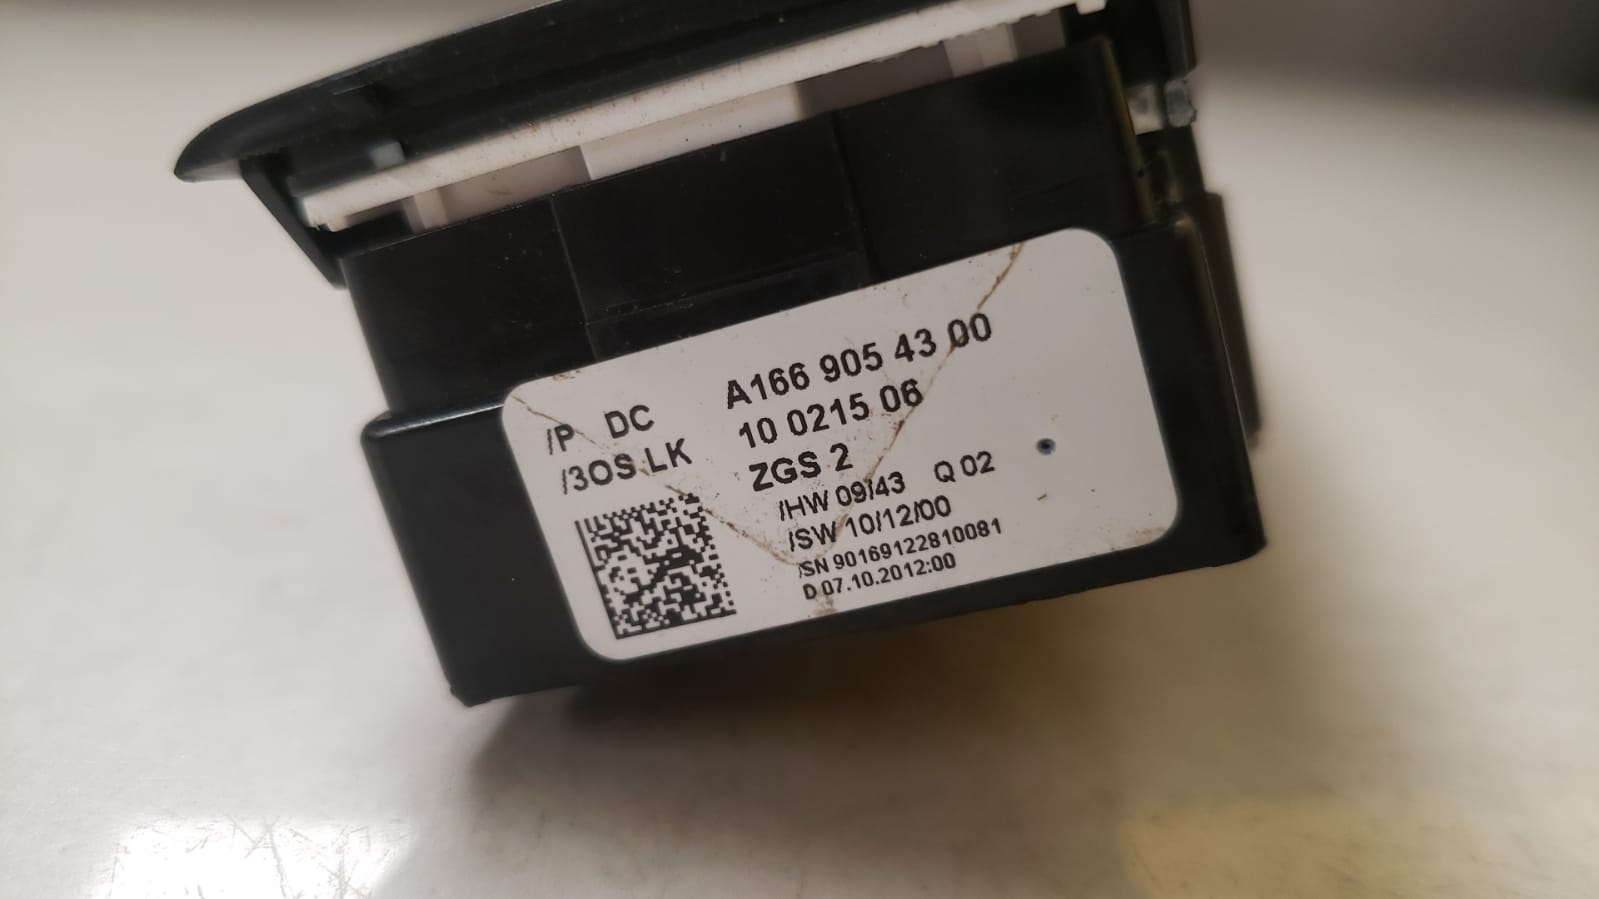 /P DC A166 905 43 00
/3OS LK 10 0215 06
ZGS 2
/HW 09/43 Q 02
/SW 10/12/00
/SN 90169122810081
D 07.10.2012:00